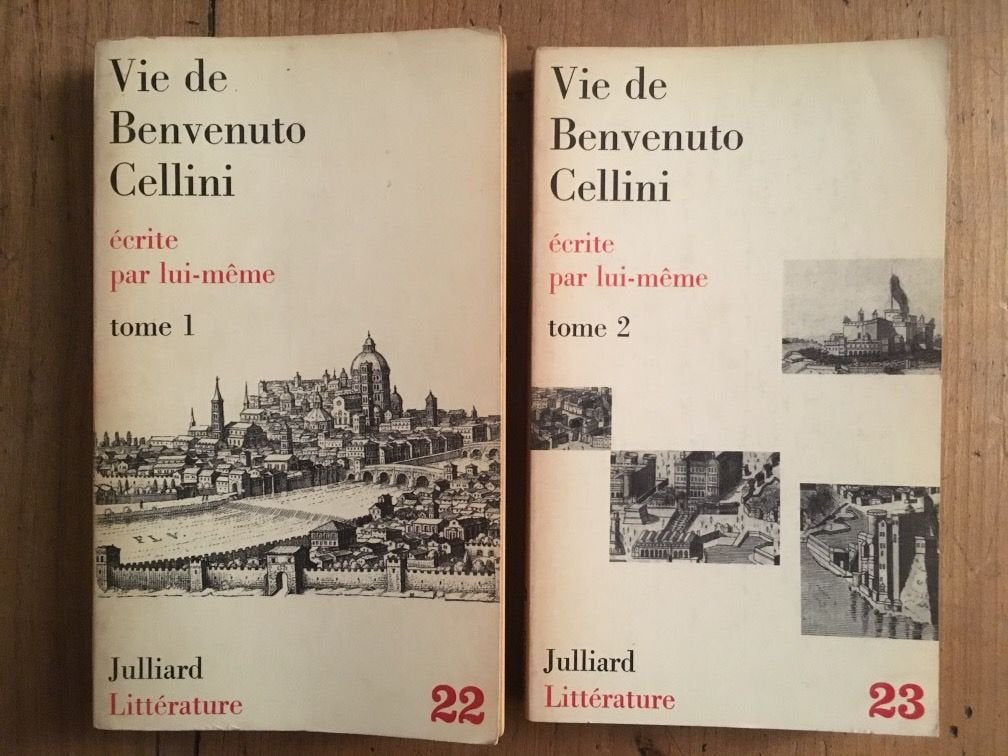 Vie de
Benvenuto
Cellini
écrite
par lui-même
tome 1
FLV.
Julliard
Littérature
22
Vie de
Benvenuto
Cellini
écrite
par lui-même
tome 2
Julliard
Littérature
23